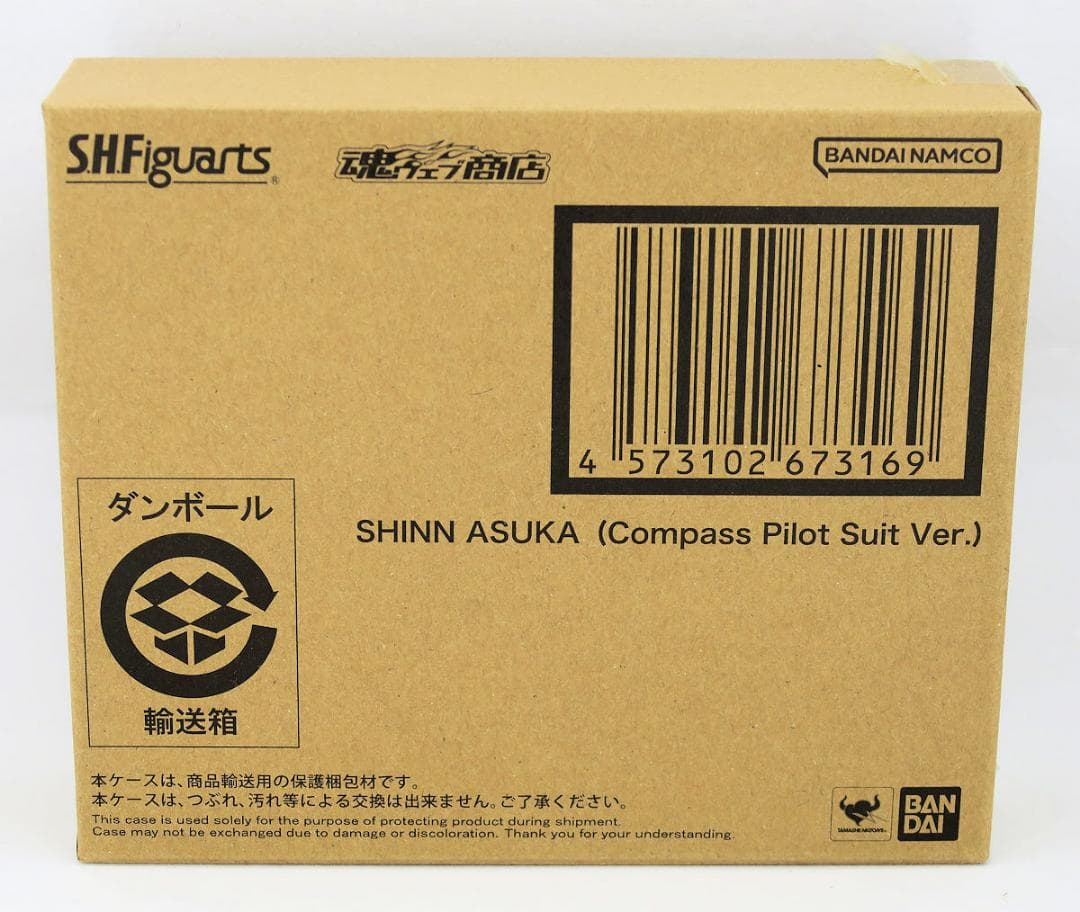 S.H.Figuarts®
魂ウェブ商店
BANDAI NAMCO
4 573102 673169
SHINN ASUKA (Compass Pilot Suit Ver.)
ダンボール
輸送箱
本ケースは、商品輸送用の保護梱包材です。
本ケースは、つぶれ、汚れ等による交換は出来ません。ご了承ください。
This case is used solely for the purpose of protecting product during shipment.
Case may not be exchanged due to damage or discoloration. Thank you for your understanding.
TAMASHII NATIONS
BAN
DAI